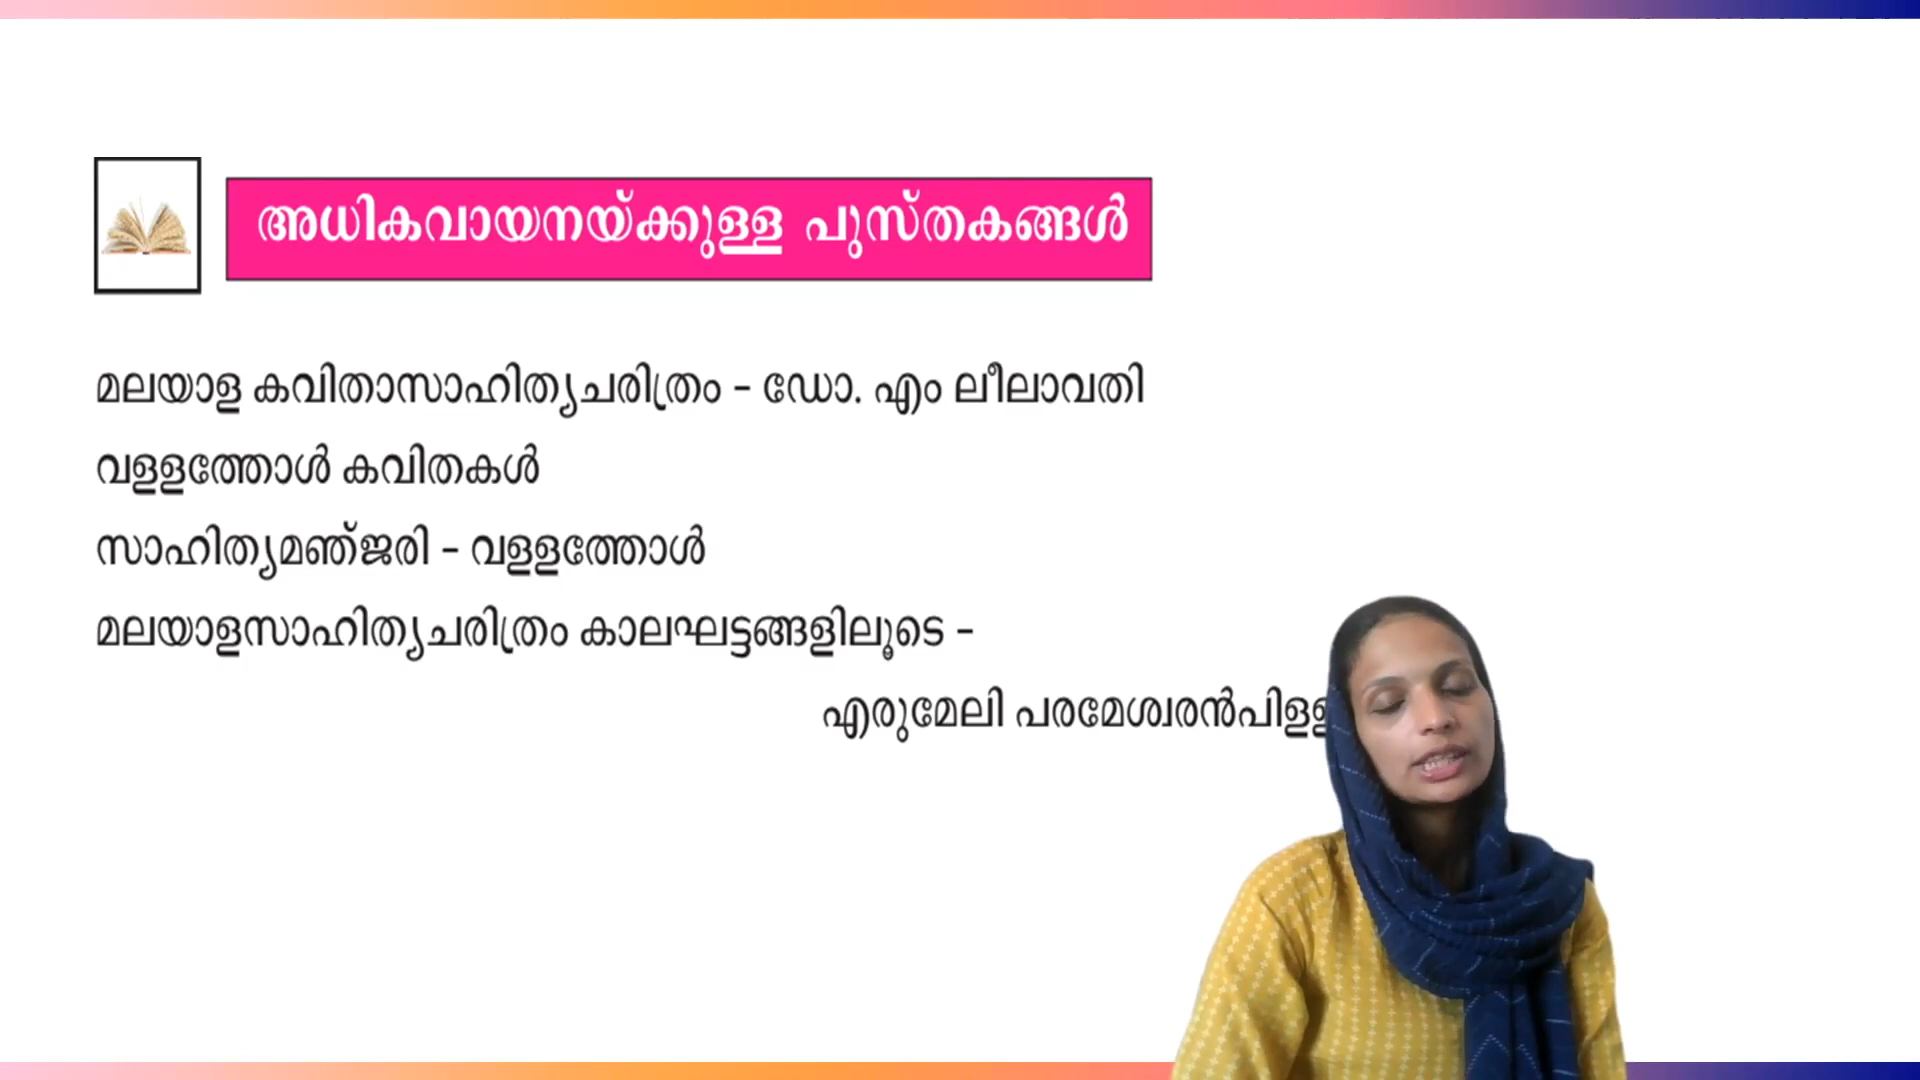 അധികവായനയ്ക്കുള്ള പുസ്തകങ്ങൾ
മലയാള കവിതാസാഹിത്യചരിത്രം - ഡോ. എം ലീലാവതി
വള്ളത്തോൾ കവിതകൾ
സാഹിത്യമഞ്ജരി - വള്ളത്തോൾ
മലയാളസാഹിത്യചരിത്രം കാലഘട്ടങ്ങളിലൂടെ -
എരുമേലി പരമേശ്വരൻപിള്ള